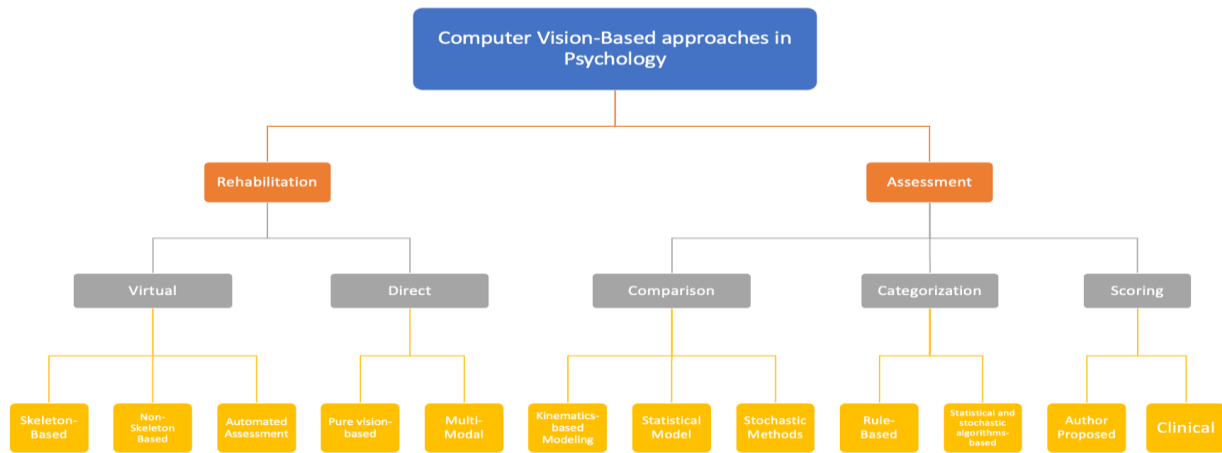 Computer Vision-Based approaches in
Psychology
Rehabilitation
Assessment
Virtual
Direct
Comparison
Categorization
Scoring
Skeleton-
Based
Non-
Skeleton
Based
Automated
Assessment
Pure vision-
based
Multi-
Modal
Kinematics-
based
Modeling
Statistical
Model
Stochastic
Methods
Rule-
Based
Statistical and
stochastic
algorithms-
based
Author
Proposed
Clinical